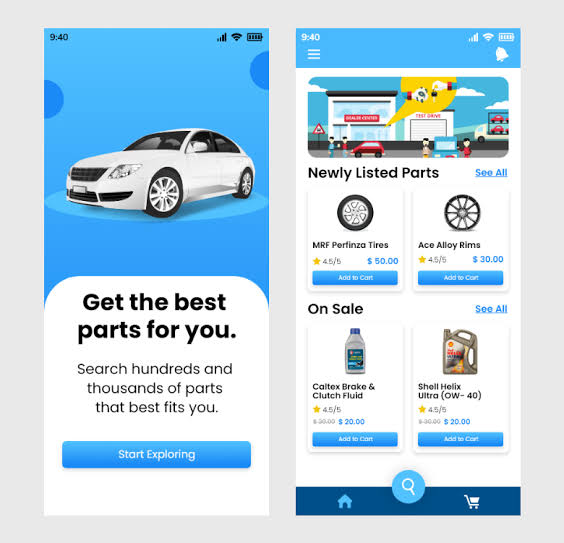 9:40
Get the best
parts for you.
Search hundreds and
thousands of parts
that best fits you.
Start Exploring
9:40
DEALER CENTER
TEST DRIVE
Newly Listed Parts
See All
MRF Perfinza Tires
4.5/5
$ 50.00
Add to Cart
Ace Alloy Rims
4.5/5
$ 30.00
Add to Cart
On Sale
See All
Caltex Brake &
Clutch Fluid
4.5/5
$ 30.00 $ 20.00
Add to Cart
Shell Helix
Ultra (OW- 40)
4.5/5
$ 30.00 $ 20.00
Add to Cart